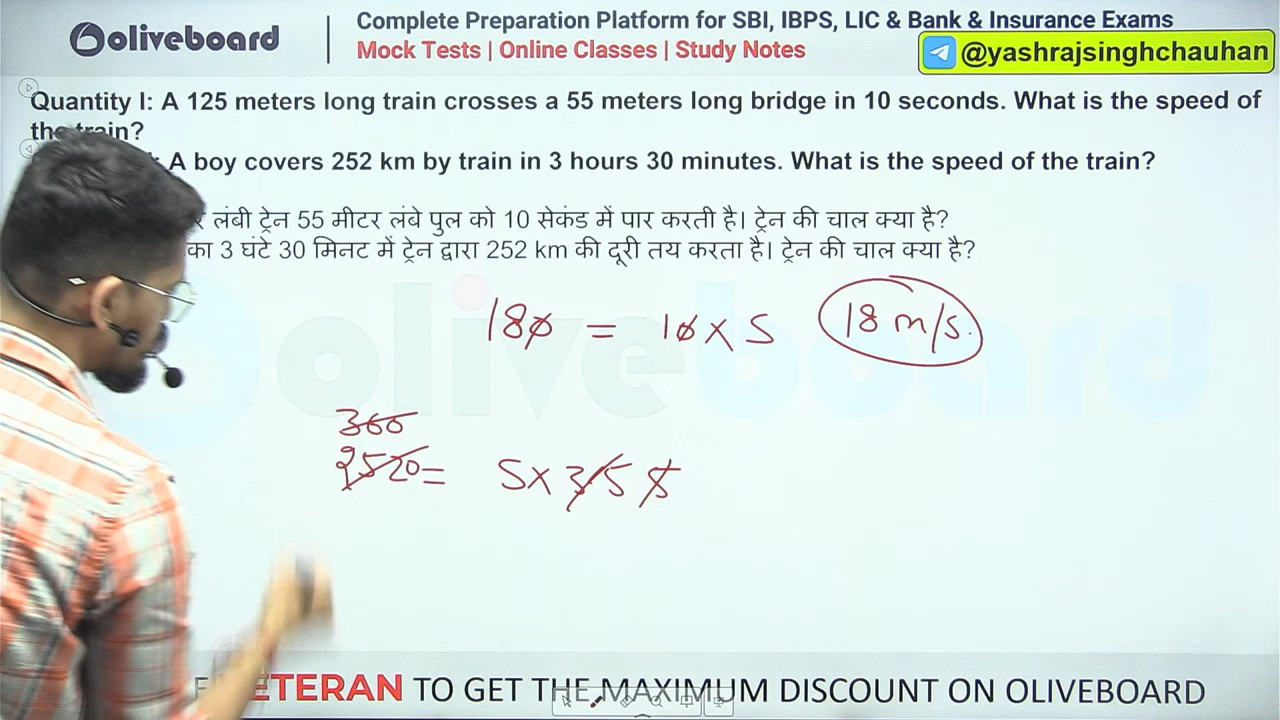 oliveboard
Complete Preparation Platform for SBI, IBPS, LIC & Bank & Insurance Exams
Mock Tests | Online Classes | Study Notes
@yashrajsinghchauhan
Quantity I: A 125 meters long train crosses a 55 meters long bridge in 10 seconds. What is the speed of
the train?
A boy covers 252 km by train in 3 hours 30 minutes. What is the speed of the train?
लंबी ट्रेन 55 मीटर लंबे पुल को 10 सेकंड में पार करती है। ट्रेन की चाल क्या है?
का 3 घंटे 30 मिनट में ट्रेन द्वारा 252 km की दूरी तय करता है। ट्रेन की चाल क्या है?
180 = 10 x S 18 m/s.
360
2520 = S x 35 5
oliveboard
ETERAN TO GET THE MAXIMUM DISCOUNT ON OLIVEBOARD